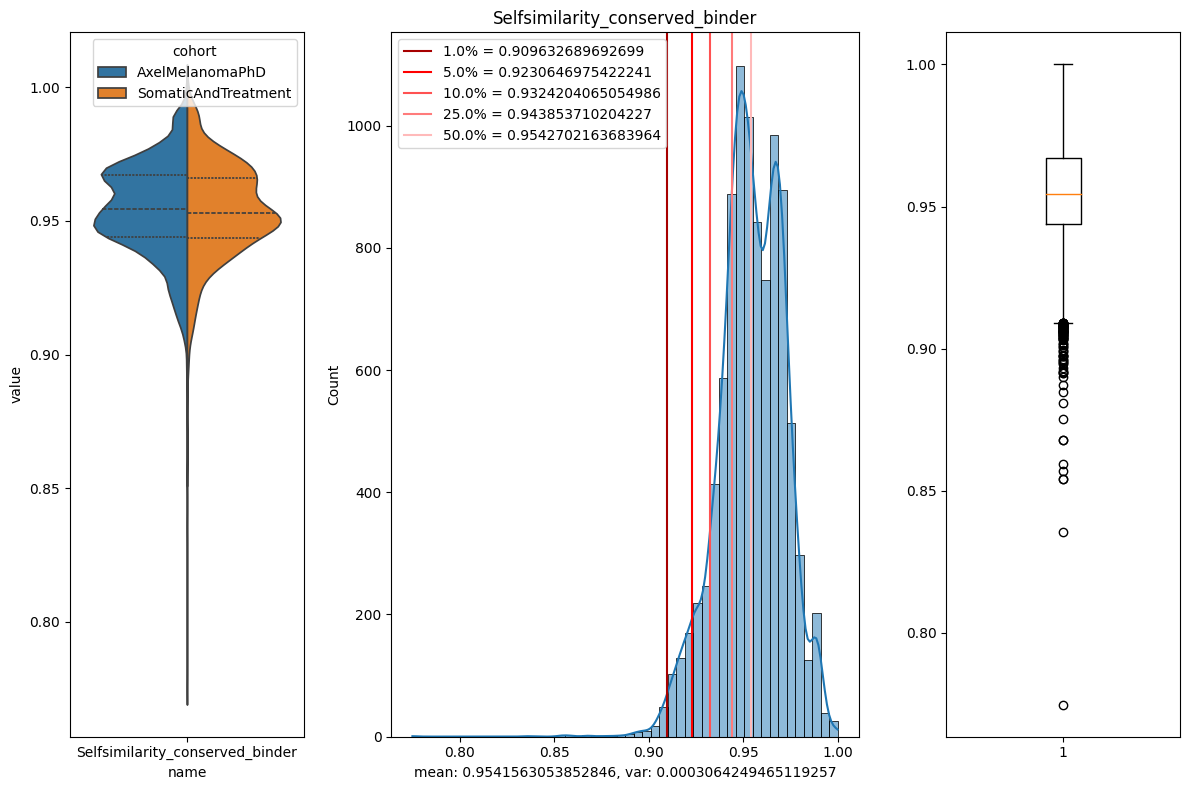 Selfsimilarity_conserved_binder
cohort
AxelMelanomaPhD
SomaticAndTreatment
1.00
0.95
0.90
0.85
0.80
value
Selfsimilarity_conserved_binder
name
1.0% = 0.909632689692699
5.0% = 0.9230646975422241
10.0% = 0.9324204065054986
25.0% = 0.943853710204227
50.0% = 0.9542702163683964
1000
800
600
400
200
0
Count
0.80 0.85 0.90 0.95 1.00
mean: 0.9541563053852846, var: 0.0003064249465119257
1.00
0.95
0.90
0.85
0.80
1